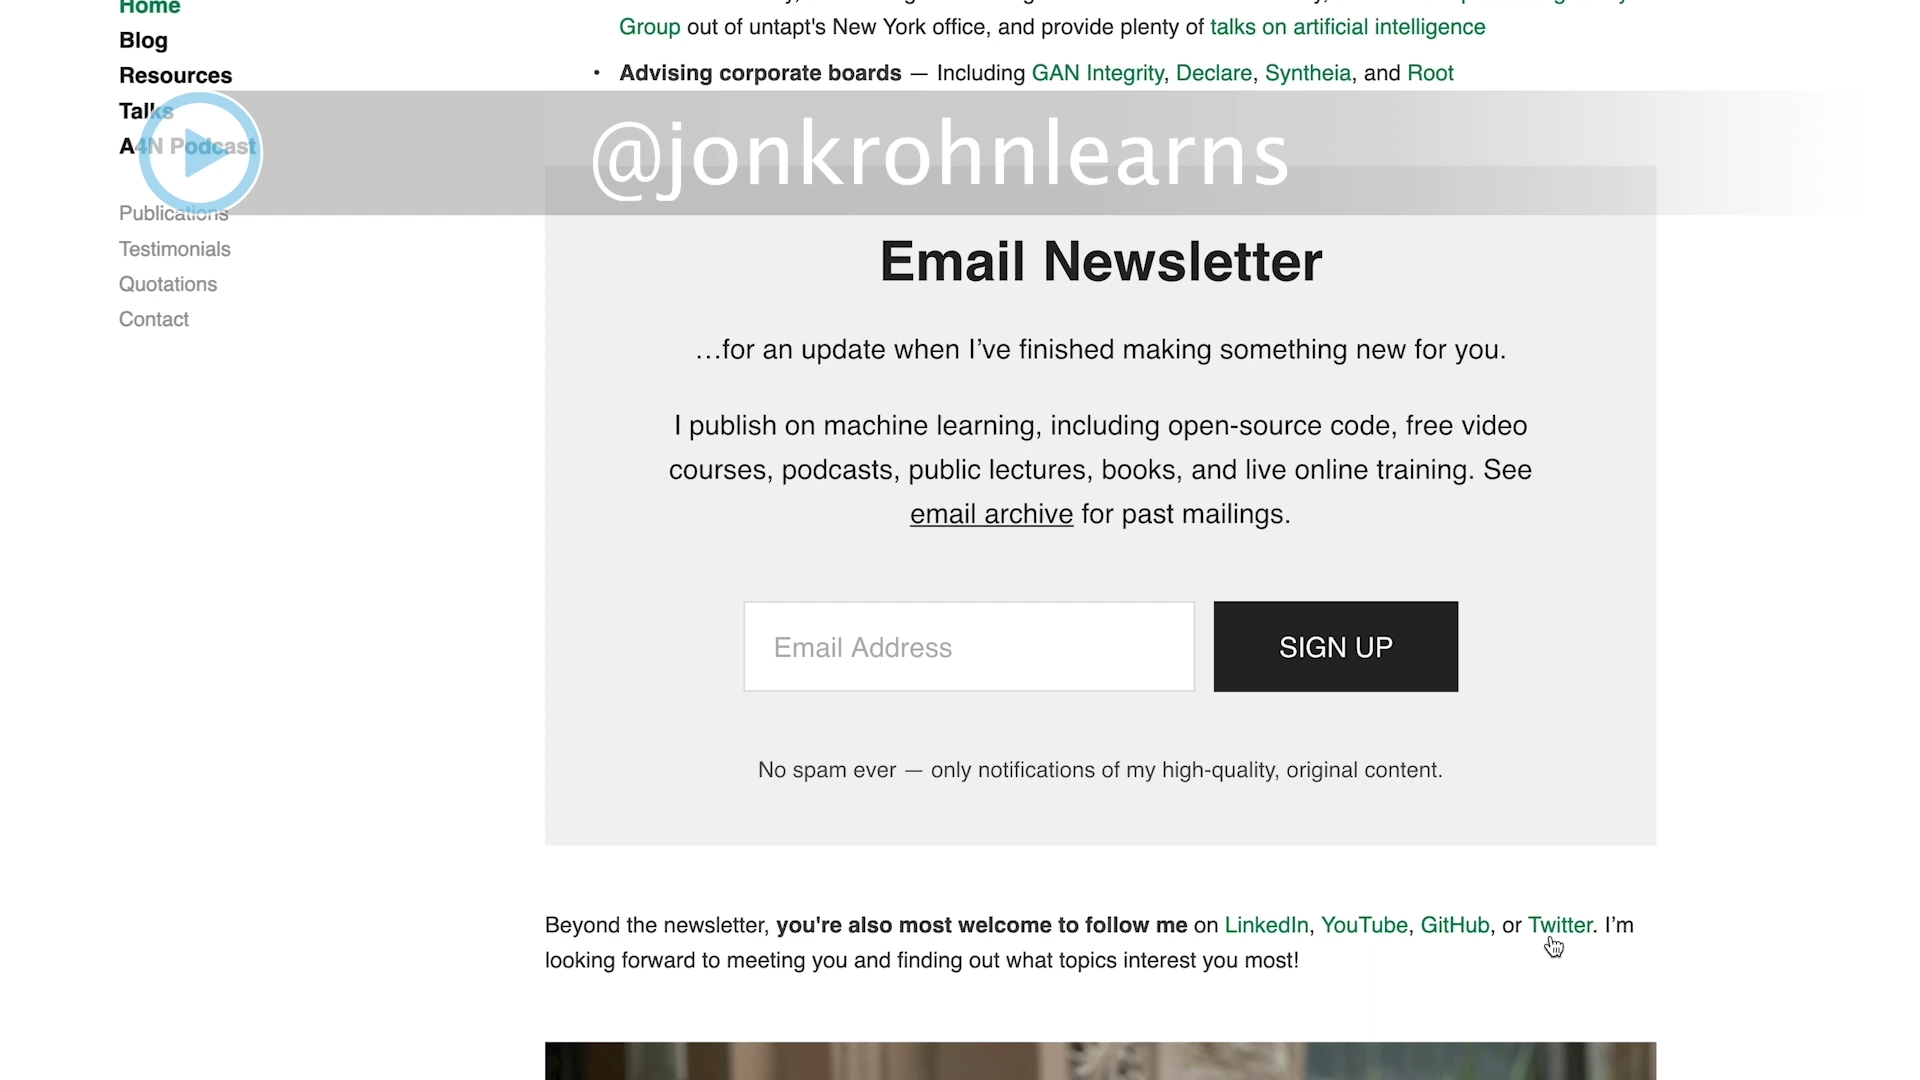 Home
Blog
Resources
Talks
A4N Podcast
Publications
Testimonials
Quotations
Contact
Group out of untapt's New York office, and provide plenty of talks on artificial intelligence
• Advising corporate boards — Including GAN Integrity, Declare, Syntheia, and Root
@jonkrohnlearns
Email Newsletter
…for an update when I’ve finished making something new for you.
I publish on machine learning, including open-source code, free video
courses, podcasts, public lectures, books, and live online training. See
email archive for past mailings.
Email Address
SIGN UP
No spam ever — only notifications of my high-quality, original content.
Beyond the newsletter, you're also most welcome to follow me on LinkedIn, YouTube, GitHub, or Twitter. I’m
looking forward to meeting you and finding out what topics interest you most!